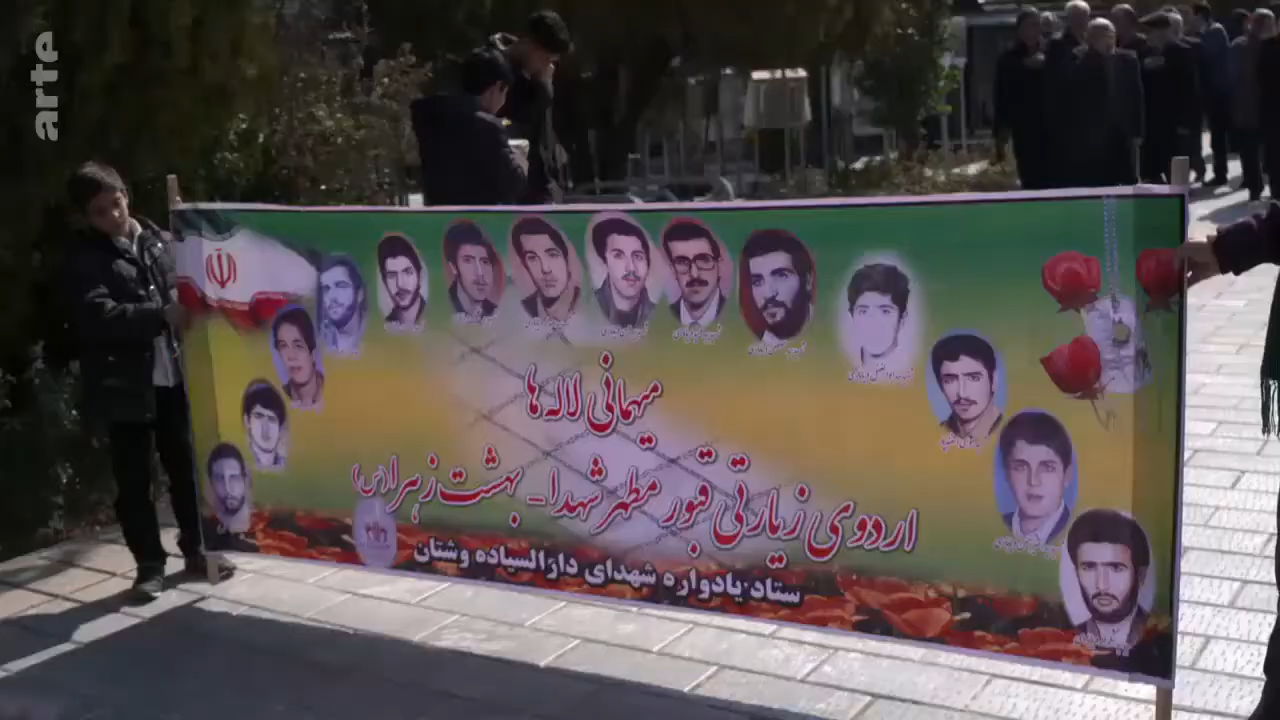 arte
میهمانی لاله ها
اردوی زیارتی قبور مطهر شهدا - بهشت زهرا(س)
ستاد یادواره شهدای دارالسیاده وشتان